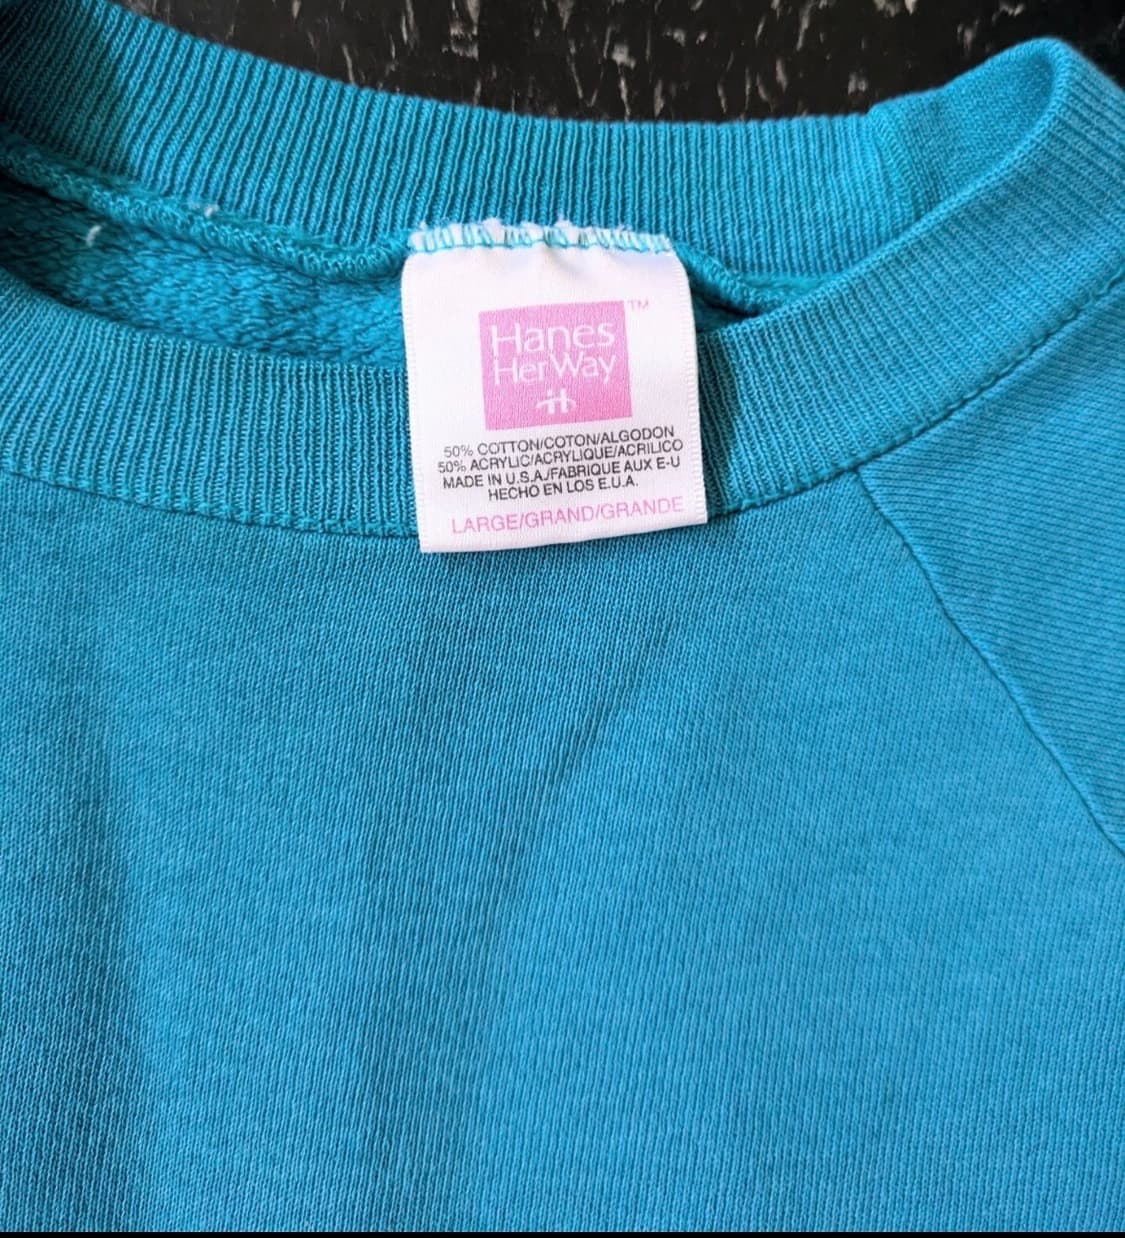 Hanes
HerWay
TM
50% COTTON/COTON/ALGODON
50% ACRYLIC/ACRYLIQUE/ACRILICO
MADE IN U.S.A./FABRIQUE AUX E-U
HECHO EN LOS E.U.A.
LARGE/GRAND/GRANDE